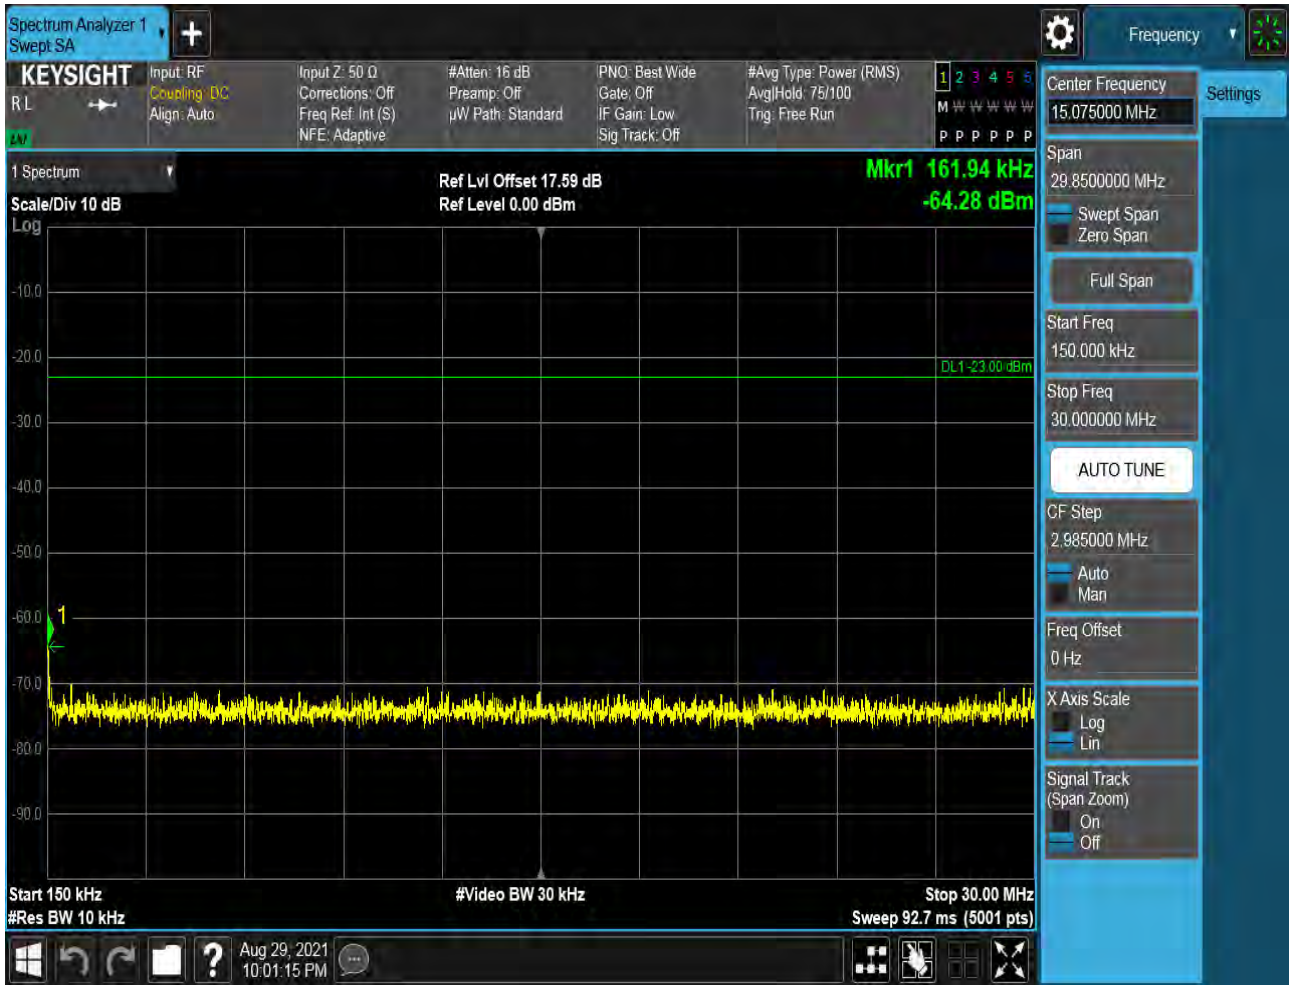 Spectrum Analyzer 1
Swept SA
Frequency
KEYSIGHT
R L
LNI
Input: RF
Coupling: DC
Align: Auto
Input Z: 50 Ω
Corrections: Off
Freq Ref: Int (S)
NFE: Adaptive
#Atten: 16 dB
Preamp: Off
µW Path: Standard
PNO: Best Wide
Gate: Off
IF Gain: Low
Sig Track: Off
#Avg Type: Power (RMS)
Avg|Hold: 75/100
Trig: Free Run
1 2 3 4 5 6
M W W W W W
P P P P P P
1 Spectrum
Scale/Div 10 dB
Log
Ref Lvl Offset 17.59 dB
Ref Level 0.00 dBm
Mkr1 161.94 kHz
-64.28 dBm
-10.0
-20.0
DL1 -23.00 dBm
-30.0
-40.0
-50.0
-60.0
1
-70.0
-80.0
-90.0
Start 150 kHz
#Res BW 10 kHz
#Video BW 30 kHz
Stop 30.00 MHz
Sweep 92.7 ms (5001 pts)
Aug 29, 2021
10:01:15 PM
Center Frequency
15.075000 MHz
Settings
Span
29.8500000 MHz
Swept Span
Zero Span
Full Span
Start Freq
150.000 kHz
Stop Freq
30.000000 MHz
AUTO TUNE
CF Step
2.985000 MHz
Auto
Man
Freq Offset
0 Hz
X Axis Scale
Log
Lin
Signal Track
(Span Zoom)
On
Off